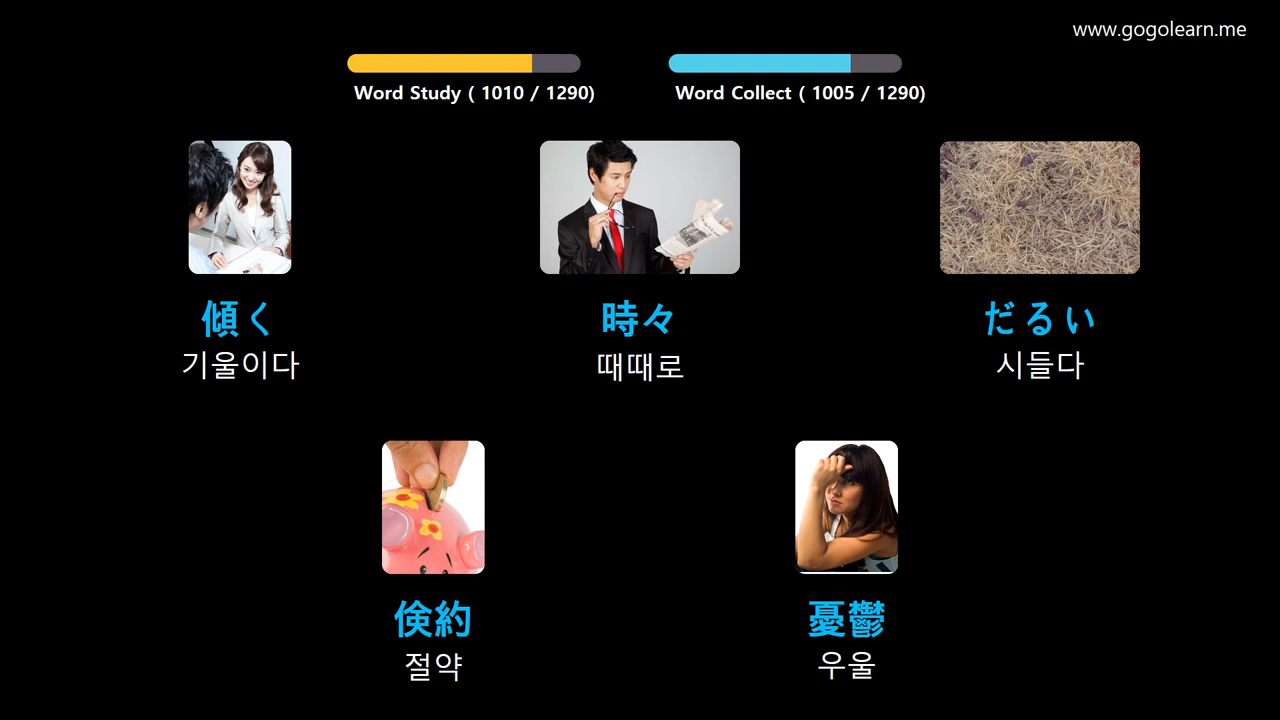 www.gogolearn.me
Word Study ( 1010 / 1290)
Word Collect ( 1005 / 1290)
傾く
기울이다
時々
때때로
だるい
시들다
倹約
절약
憂鬱
우울